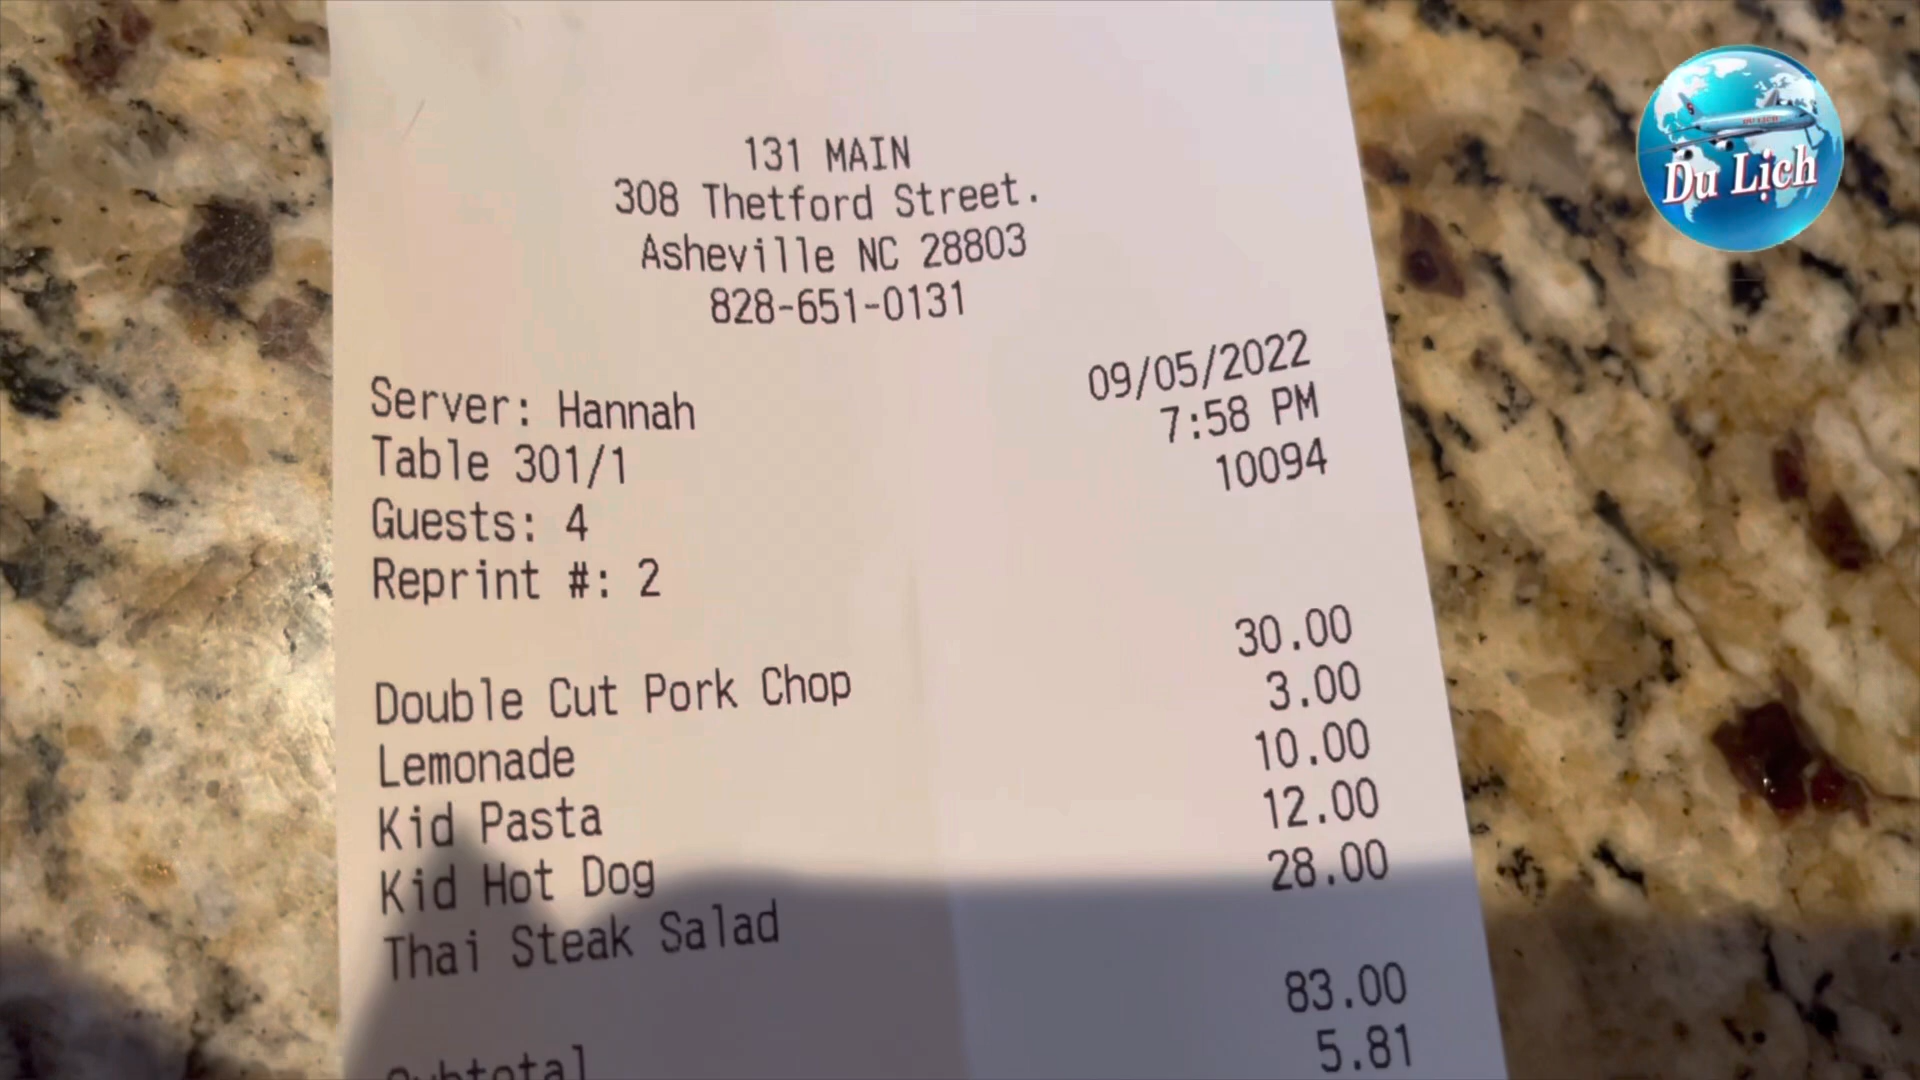 131 MAIN
308 Thetford Street.
Asheville NC 28803
828-651-0131
Server: Hannah 09/05/2022
Table 301/1 7:58 PM
Guests: 4 10094
Reprint #: 2
Double Cut Pork Chop 30.00
Lemonade 3.00
Kid Pasta 10.00
Kid Hot Dog 12.00
Thai Steak Salad 28.00
Subtotal 83.00
5.81
Du Lịch